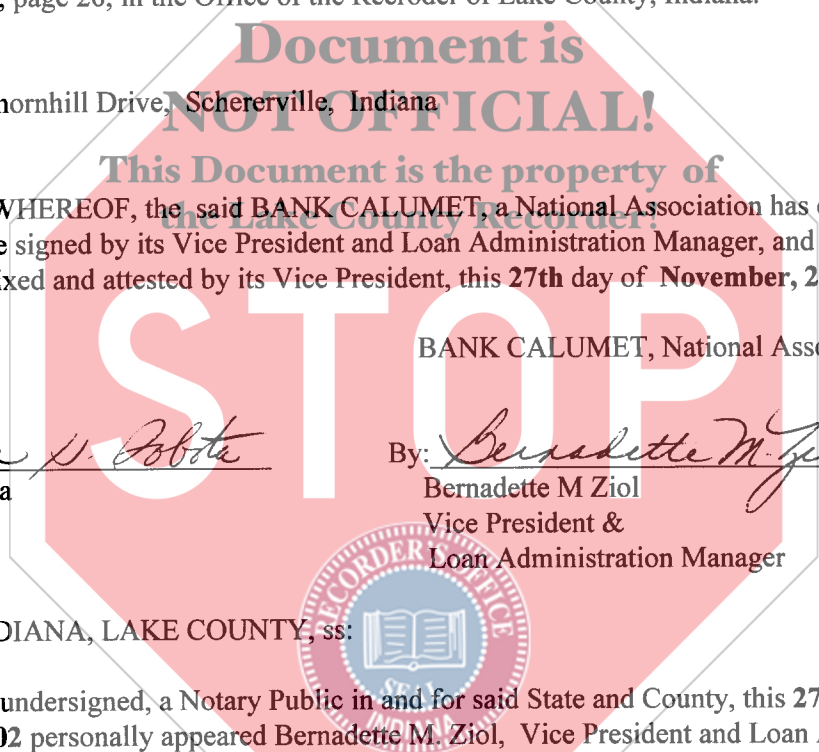 , page 26, in the Office of the Recroder of Lake County, Indiana.
Document is
hornhill Drive, Schererville, Indiana
NOT OFFICIAL!
This Document is the property of
WHEREOF, the said BANK CALUMET, a National Association has
the Lake County Recorder!
e signed by its Vice President and Loan Administration Manager, and
ixed and attested by its Vice President, this 27th day of November, 2
STOP
BANK CALUMET, National Asso
By: Bernadette M.
a
Bernadette M Ziol
Vice President &
Loan Administration Manager
RECORDER'S OFFICE
DIANA, LAKE COUNTY, ss:
SEAL
undersigned, a Notary Public in and for said State and County, this 27
INDIANA
02 personally appeared Bernadette M. Ziol, Vice President and Loan